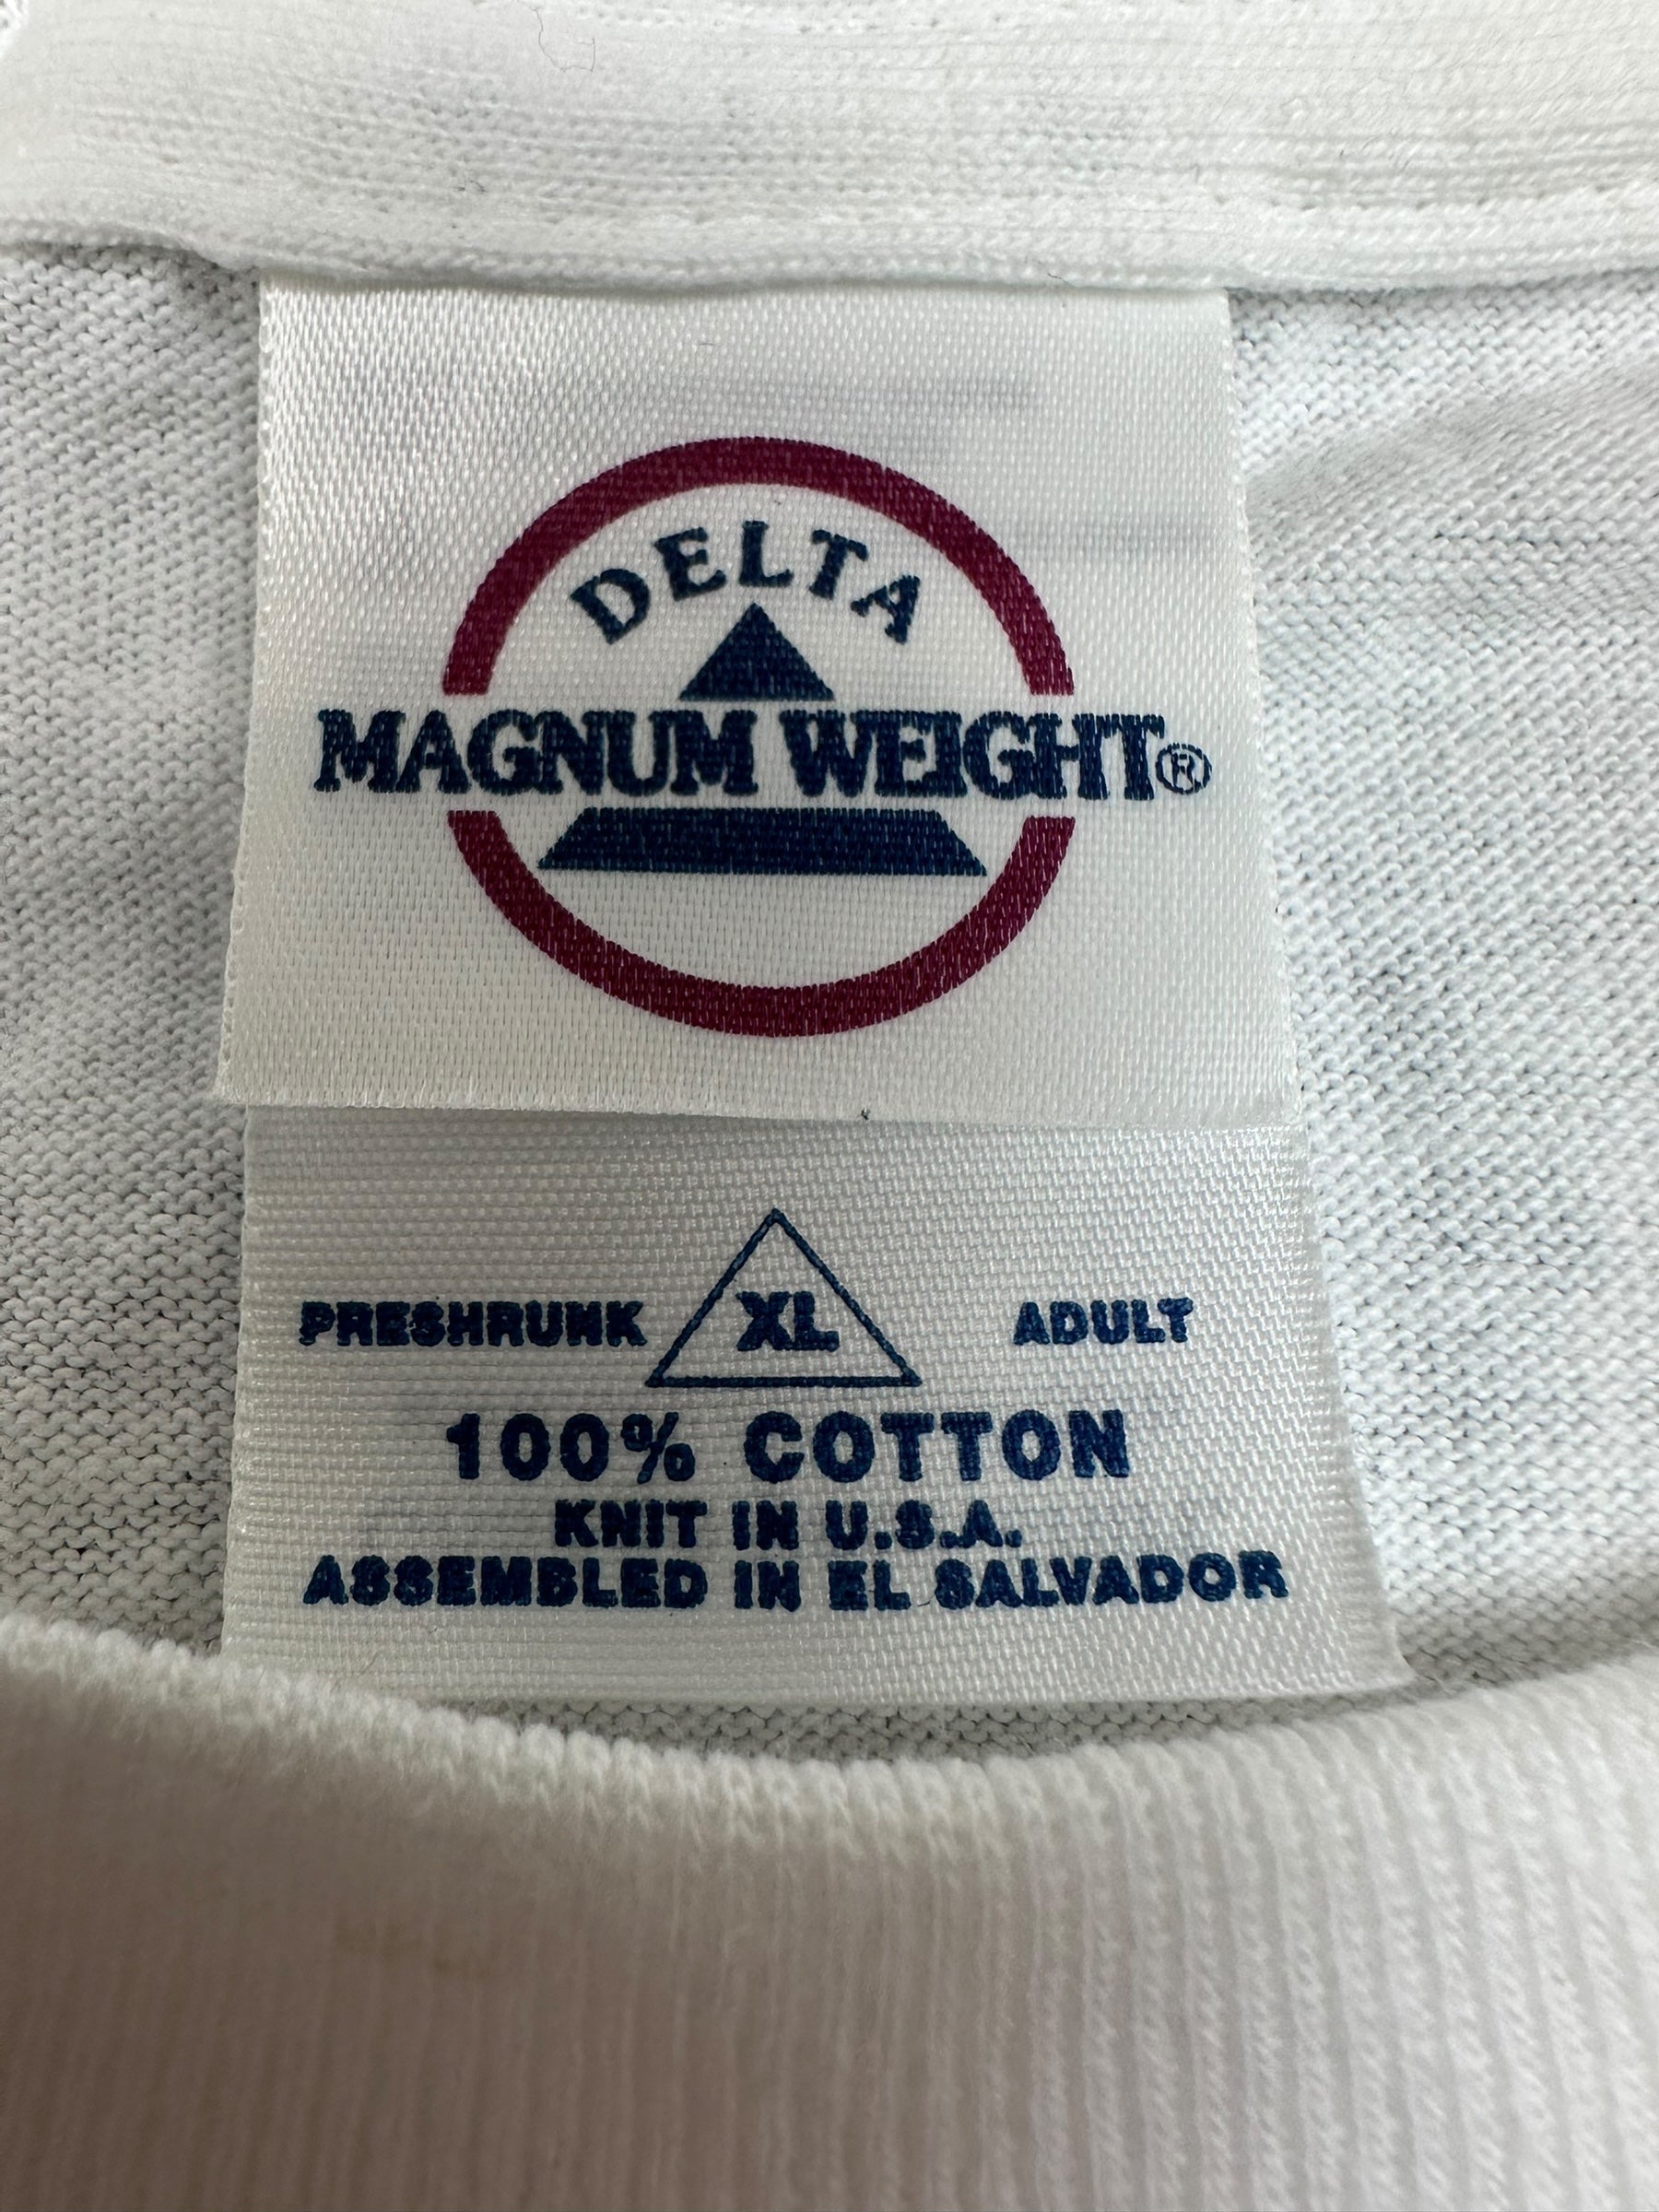 DELTA
MAGNUM WEIGHT®
PRESHRUNK XL ADULT
100% COTTON
KNIT IN U.S.A.
ASSEMBLED IN EL SALVADOR